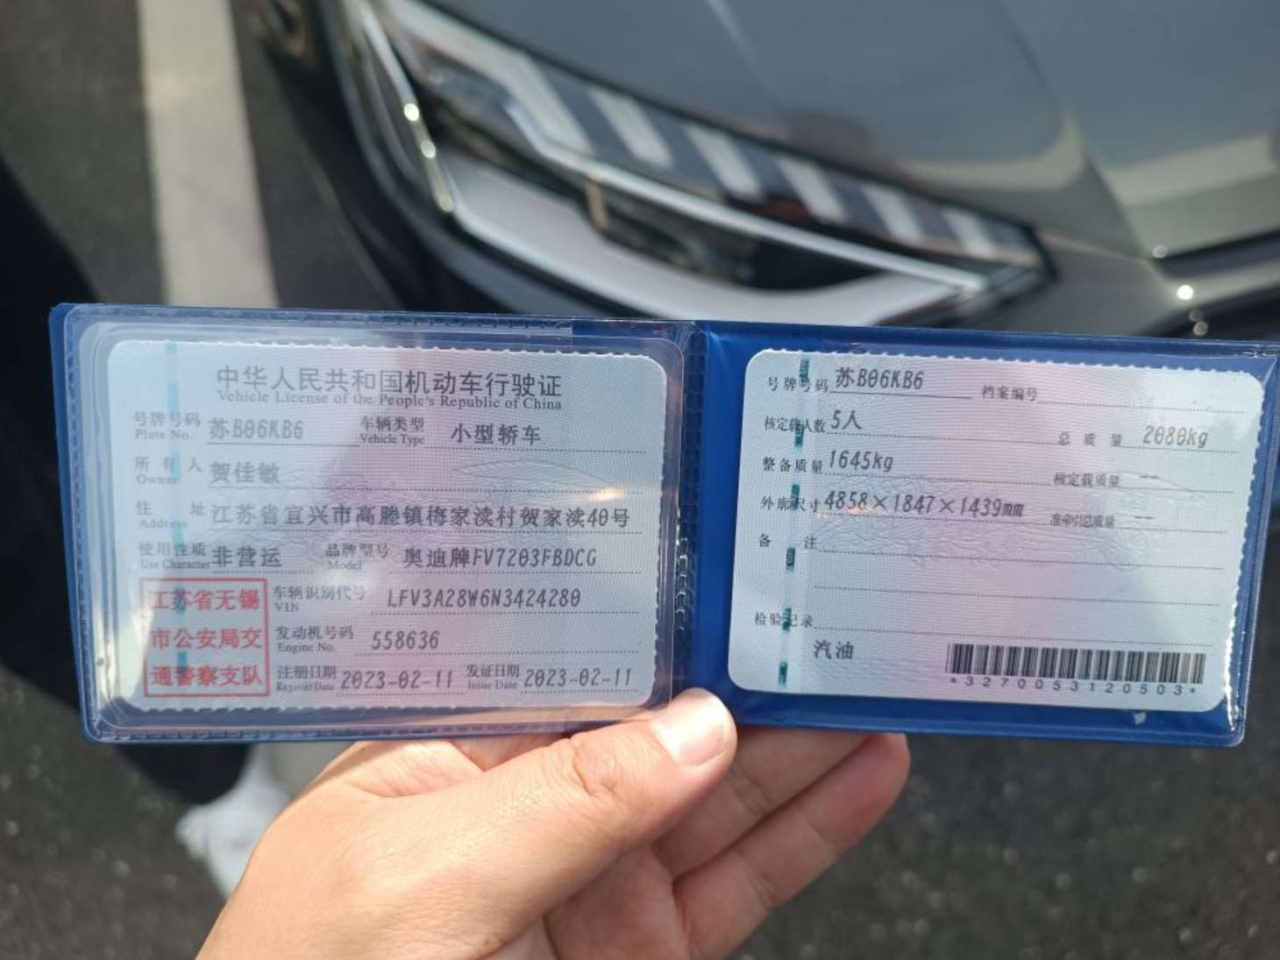 中华人民共和国机动车行驶证
Vehicle License of the People's Republic of China
号牌号码 苏B06KB6 车辆类型 小型轿车
Plate No. Vehicle Type
所有人 贺佳敏
Owner
住址 江苏省宜兴市高塍镇梅家渎村贺家渎40号
Address
使用性质 非营运 品牌型号 奥迪牌FV7203FBDCG
Use Character Model
江苏省无锡
市公安局交
通警察支队
车辆识别代号 LFV3A28W6N3424280
VIN
发动机号码 558636
Engine No.
注册日期 2023-02-11 发证日期 2023-02-11
Register Date Issue Date
号牌号码 苏B06KB6 档案编号
核定载人数 5人 总质量 2080kg
整备质量 1645kg 核定载质量 --
外廓尺寸 4858×1847×1439mm 准牵引总质量 --
备注
检验记录
汽油
*3270053120503*